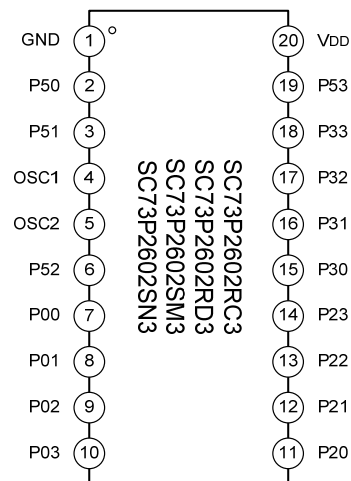 GND 1 20 VDD
P50 2 19 P53
P51 3 18 P33
OSC1 4 17 P32
OSC2 5 16 P31
P52 6 15 P30
P00 7 14 P23
P01 8 13 P22
P02 9 12 P21
P03 10 11 P20
SC73P2602RC3
SC73P2602RD3
SC73P2602SM3
SC73P2602SN3